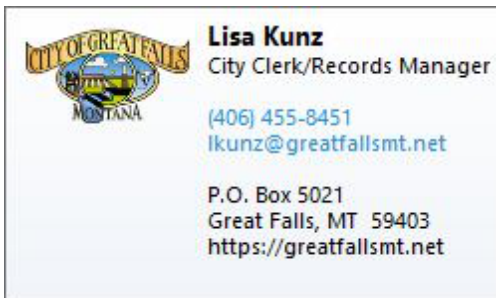 CITY OF GREAT FALLS
MONTANA
Lisa Kunz
City Clerk/Records Manager
(406) 455-8451
lkunz@greatfallsmt.net
P.O. Box 5021
Great Falls, MT  59403
https://greatfallsmt.net